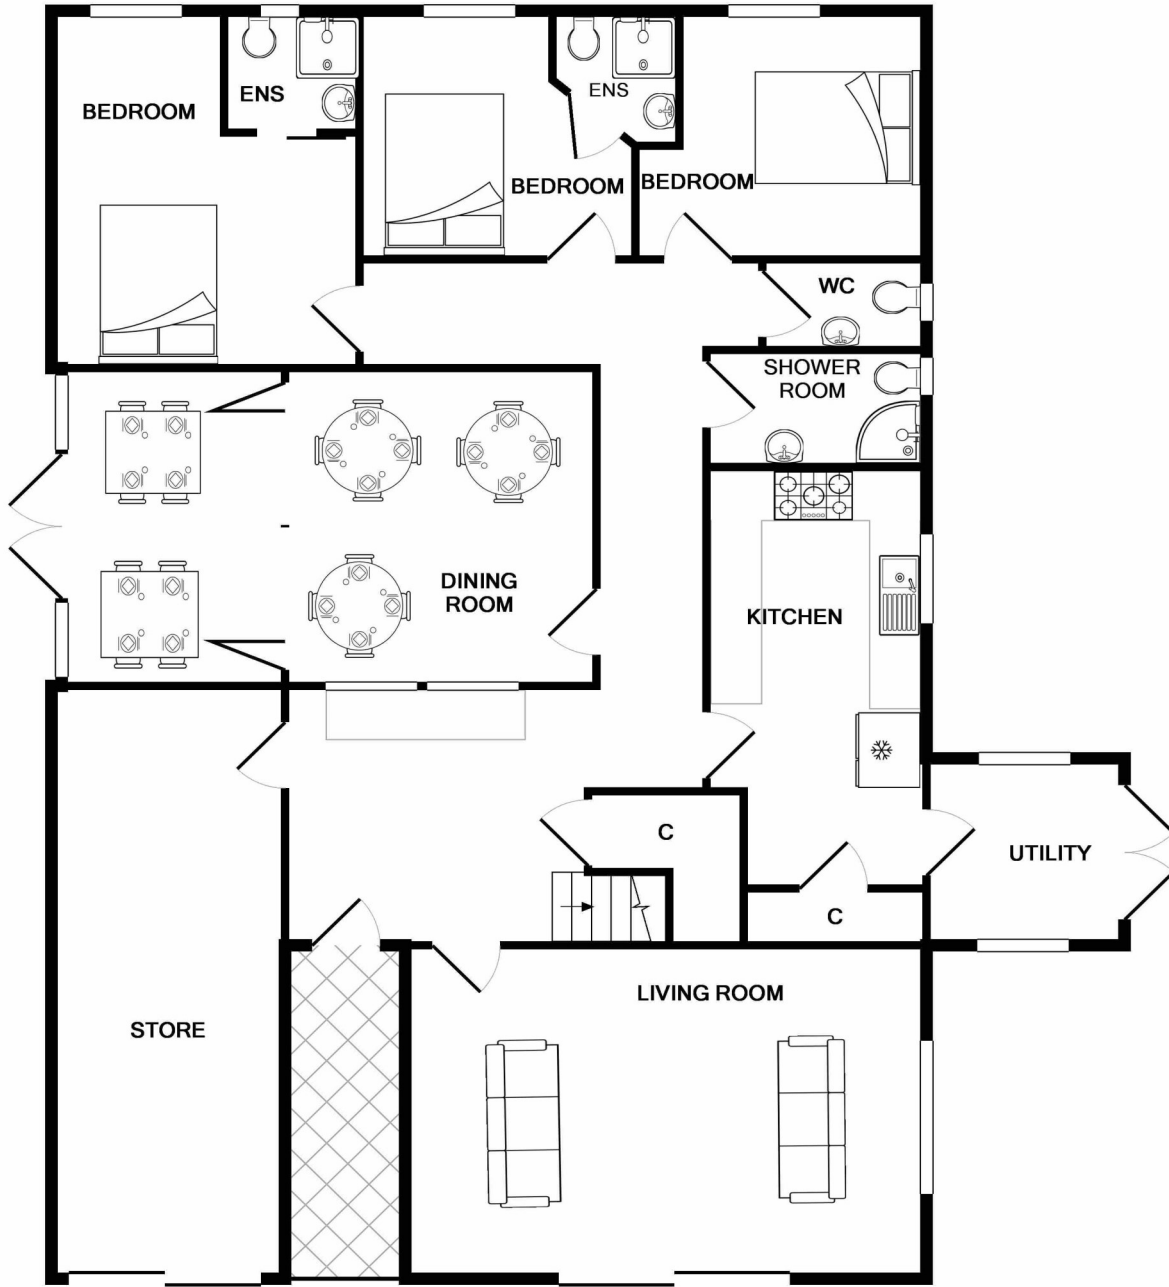 ENS
ENS
BEDROOM
BEDROOM
BEDROOM
WC
SHOWER
ROOM
DINING
ROOM
KITCHEN
C
UTILITY
C
LIVING ROOM
STORE